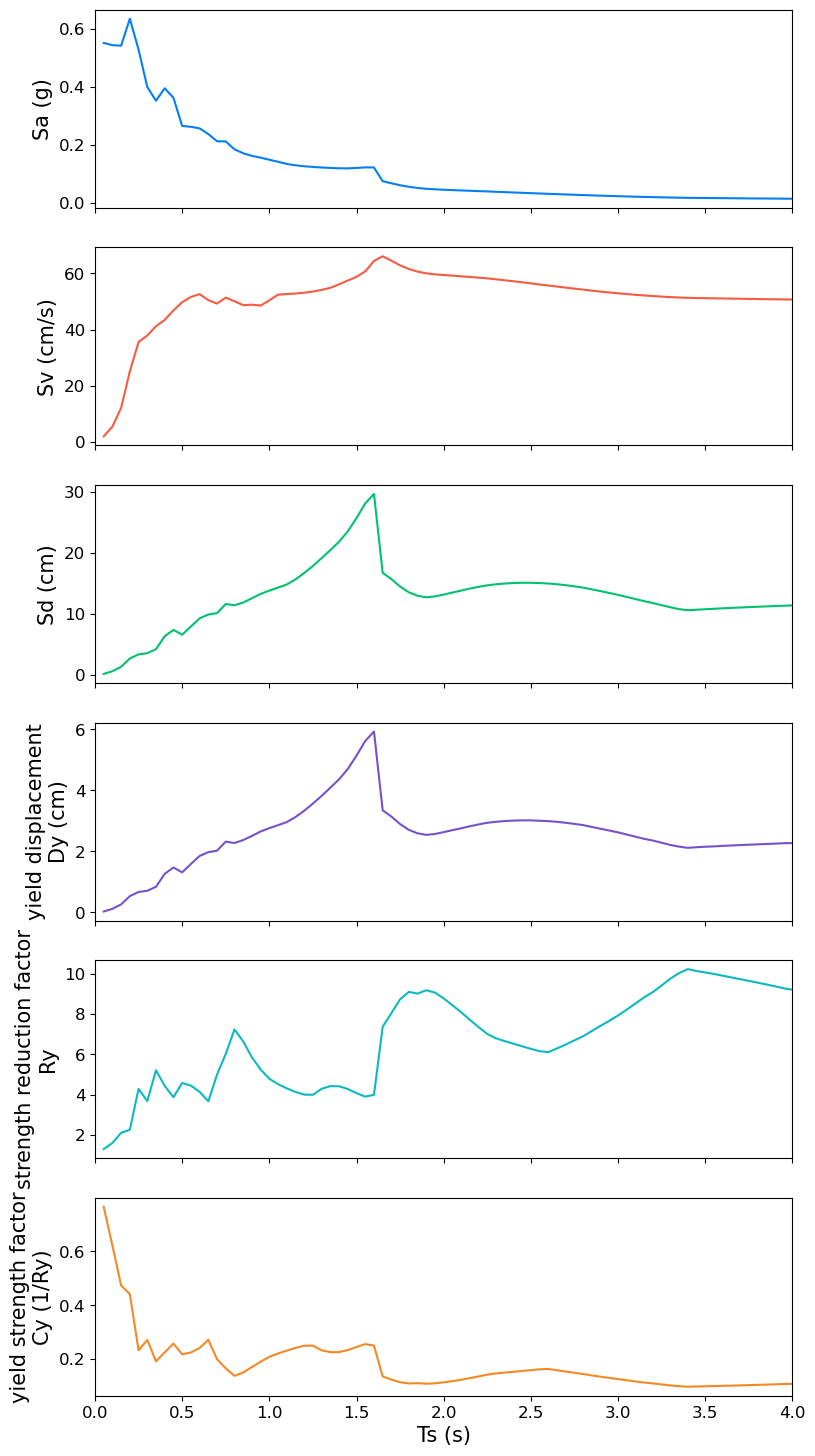 Sa (g)
0.6
0.4
0.2
0.0
Sv (cm/s)
60
40
20
0
Sd (cm)
30
20
10
0
yield displacement
Dy (cm)
6
4
2
0
strength reduction factor
Ry
10
8
6
4
2
yield strength factor
Cy (1/Ry)
0.6
0.4
0.2
0.0 0.5 1.0 1.5 2.0 2.5 3.0 3.5 4.0
Ts (s)